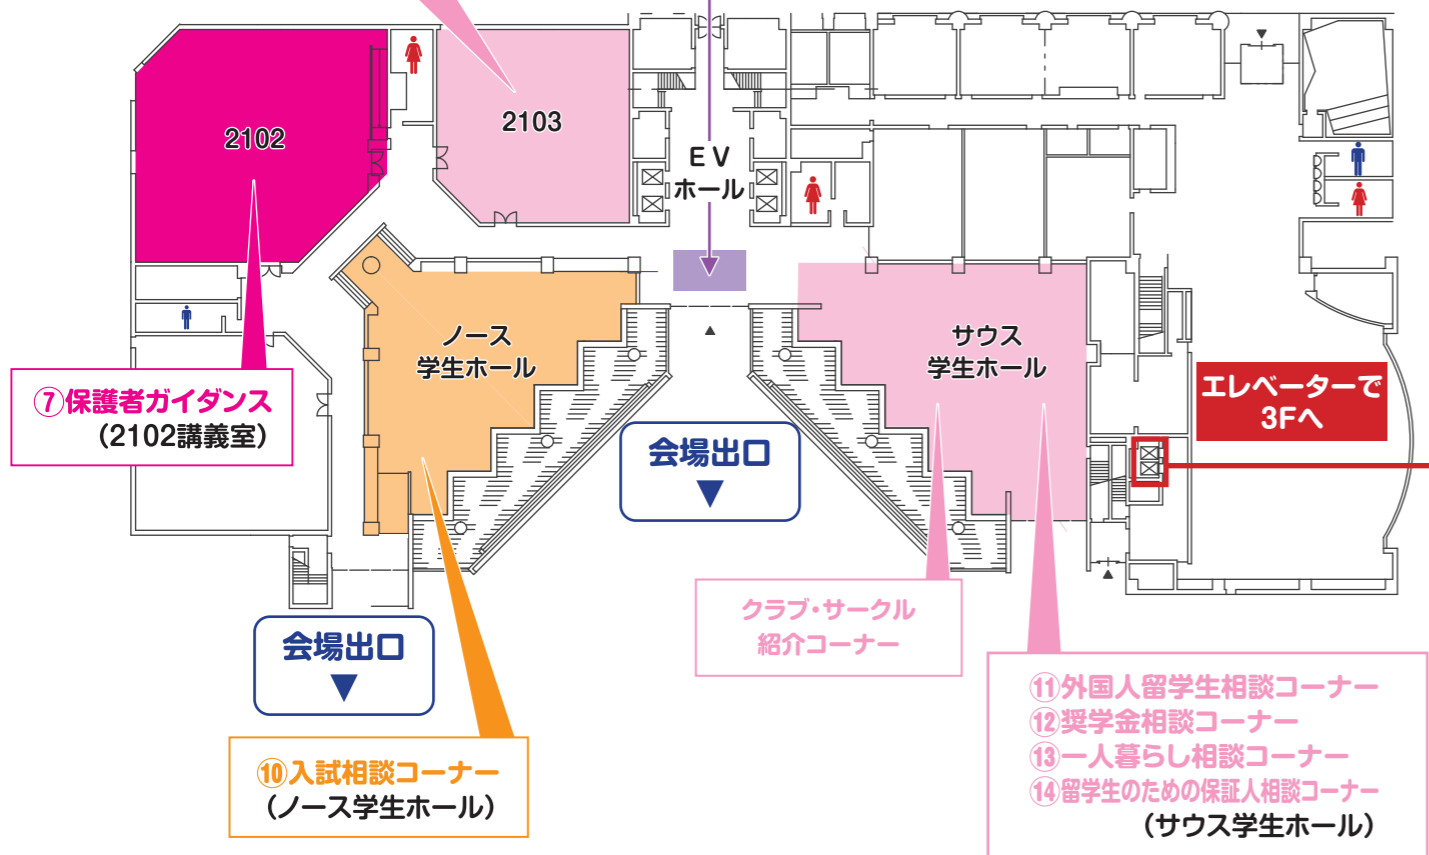 2102
2103
EV
ホール
ノース
学生ホール
サウス
学生ホール
エレベーターで
3Fへ
⑦保護者ガイダンス
（2102講義室）
会場出口
▼
会場出口
▼
クラブ・サークル
紹介コーナー
⑩入試相談コーナー
（ノース学生ホール）
⑪外国人留学生相談コーナー
⑫奨学金相談コーナー
⑬一人暮らし相談コーナー
⑭留学生のための保証人相談コーナー
（サウス学生ホール）